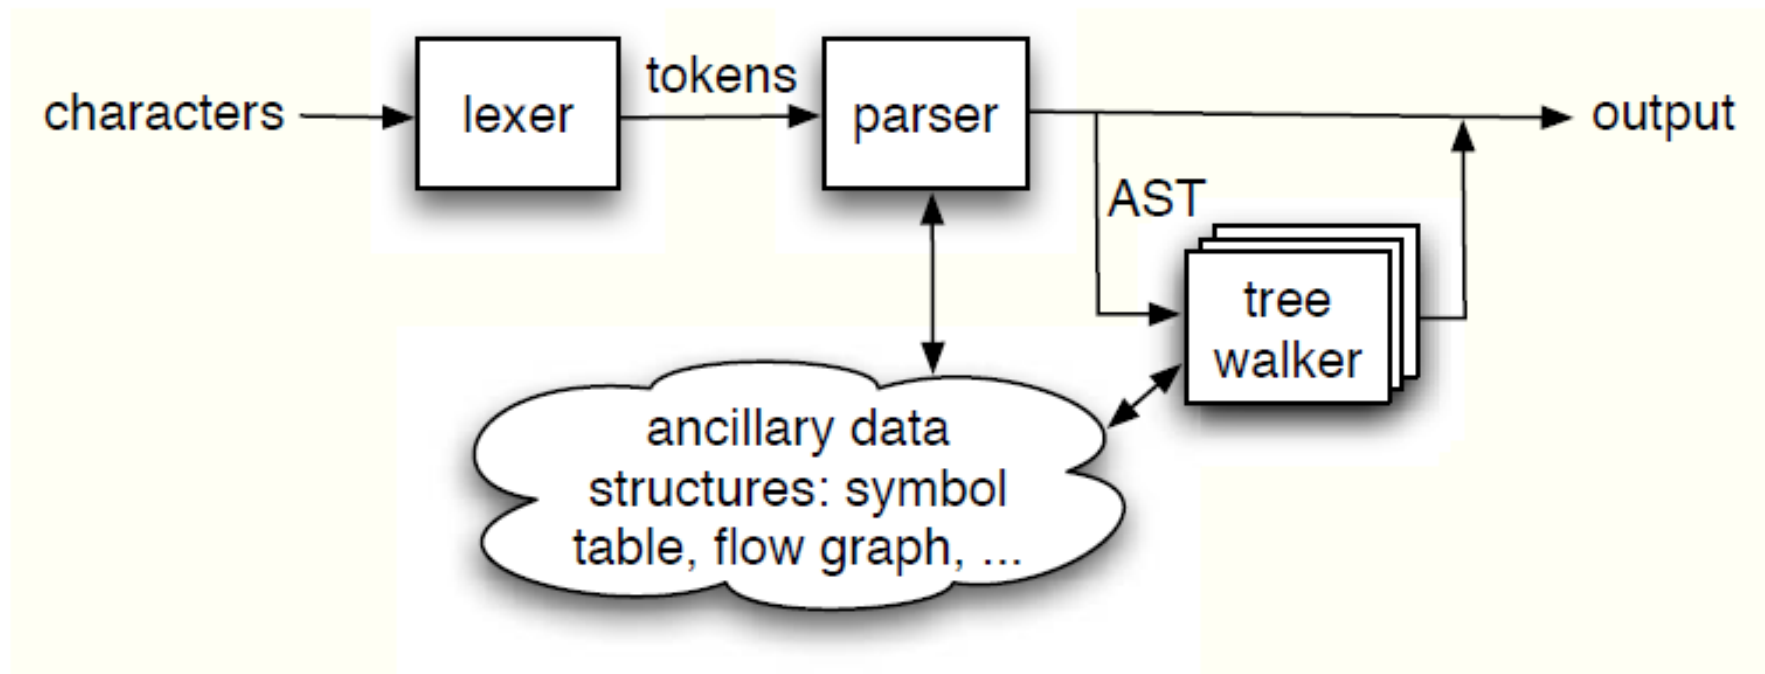 characters
lexer
tokens
parser
output
AST
tree
walker
ancillary data
structures: symbol
table, flow graph, ...